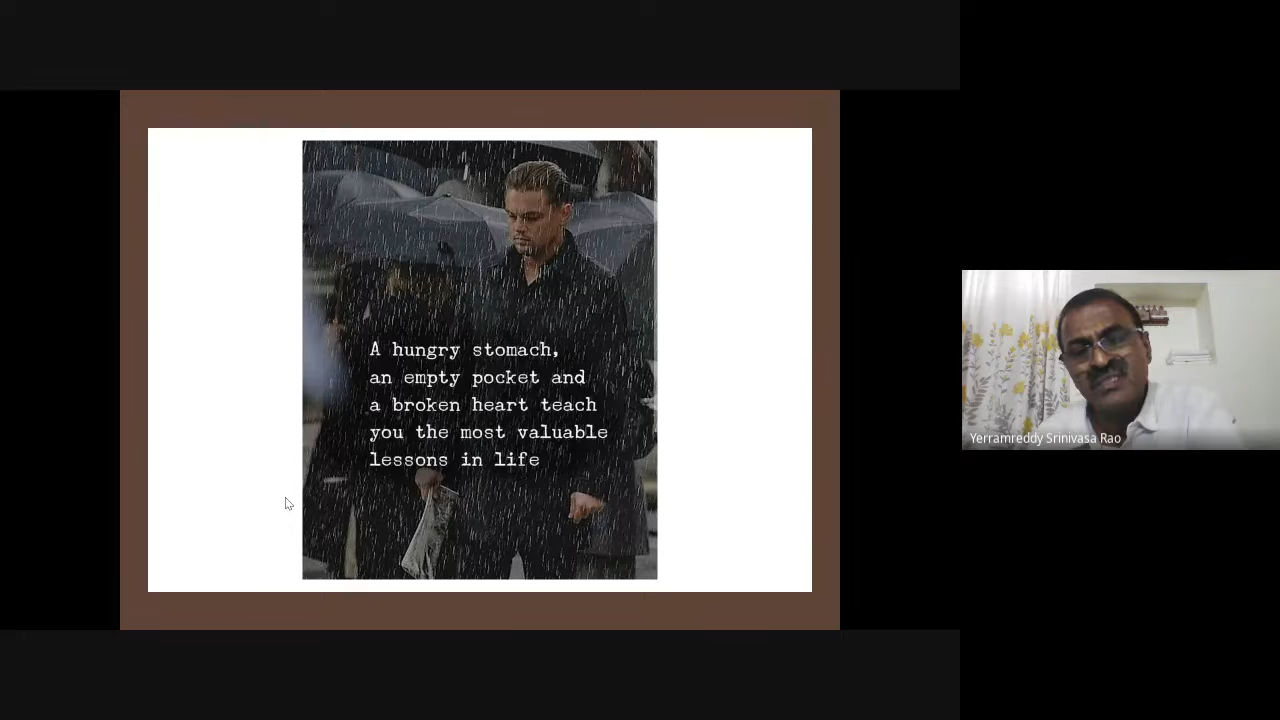 A hungry stomach,
an empty pocket and
a broken heart teach
you the most valuable
lessons in life
Yerramreddy Srinivasa Rao